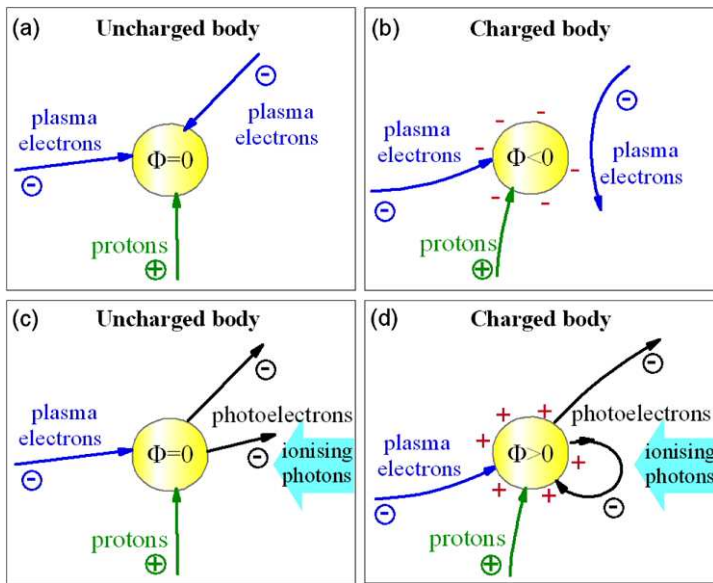 (a) Uncharged body
plasma
electrons
plasma
electrons
Φ=0
protons
(b) Charged body
plasma
electrons
plasma
electrons
Φ<0
protons
(c) Uncharged body
plasma
electrons
photoelectrons
Φ=0
ionising
photons
protons
(d) Charged body
plasma
electrons
photoelectrons
Φ>0
ionising
photons
protons